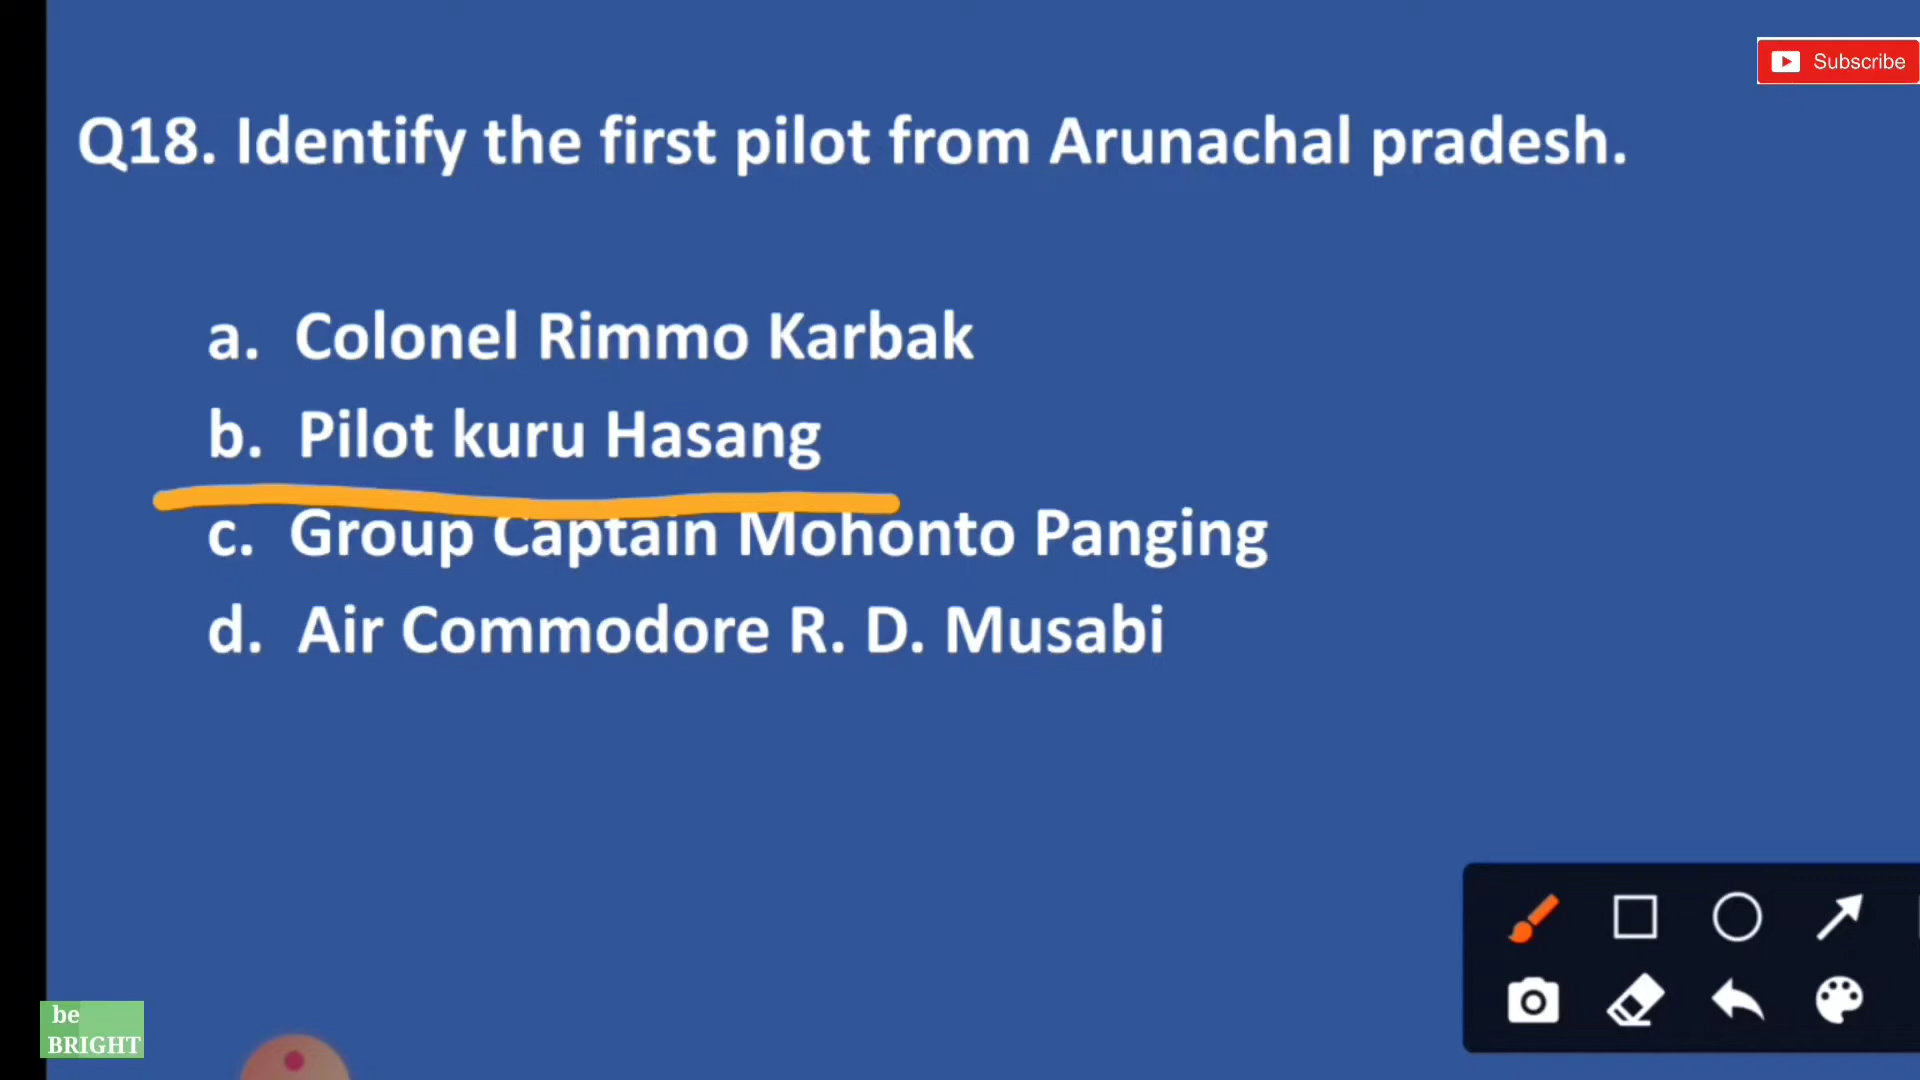 Subscribe
Q18. Identify the first pilot from Arunachal pradesh.
a. Colonel Rimmo Karbak
b. Pilot kuru Hasang
c. Group Captain Mohonto Panging
d. Air Commodore R. D. Musabi
be
BRIGHT